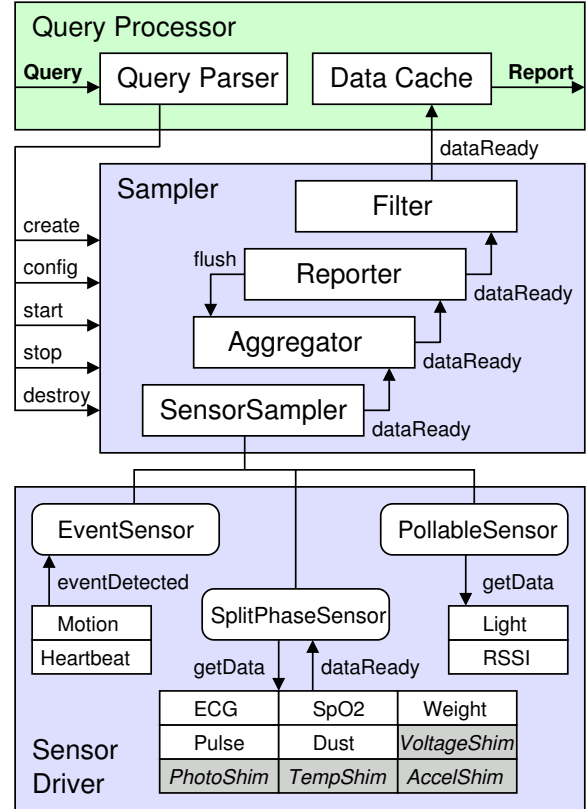 Query Processor
Query
Query Parser
Data Cache
Report
dataReady
Sampler
Filter
create
flush
Reporter
config
dataReady
start
Aggregator
stop
dataReady
destroy
SensorSampler
dataReady
EventSensor
PollableSensor
eventDetected
getData
SplitPhaseSensor
Motion
Light
Heartbeat
RSSI
getData
dataReady
ECG SpO2 Weight
Pulse Dust VoltageShim
PhotoShim TempShim AccelShim
Sensor
Driver